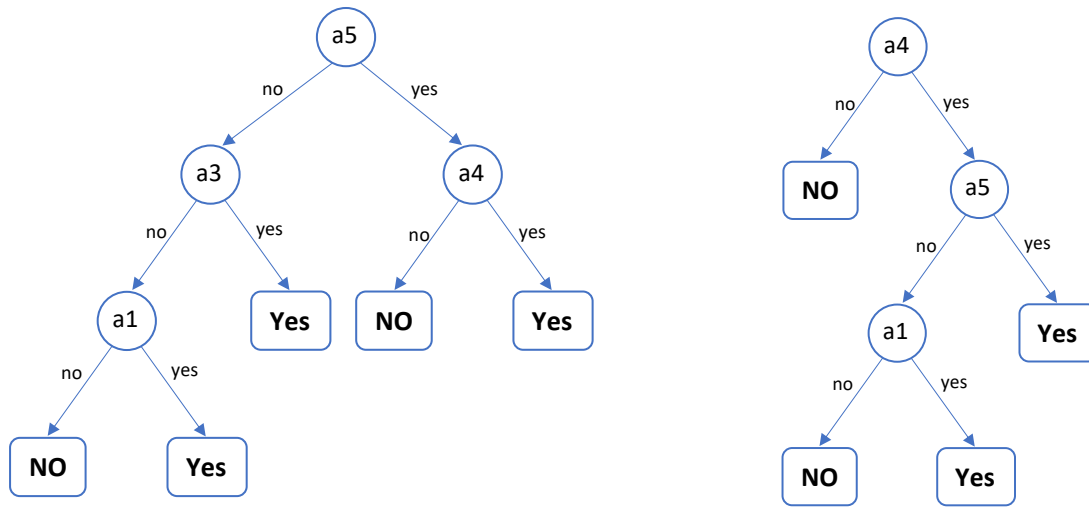 a5
no
yes
a3
a4
no
yes
no
yes
a1
Yes
NO
Yes
no
yes
NO
Yes
a4
no
yes
NO
a5
no
yes
a1
Yes
no
yes
NO
Yes